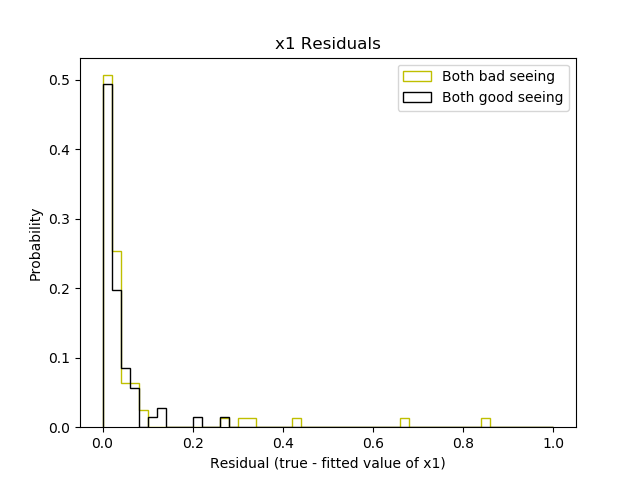 x1 Residuals
Both bad seeing
Both good seeing
0.5
0.4
0.3
0.2
0.1
0.0
Probability
0.0 0.2 0.4 0.6 0.8 1.0
Residual (true - fitted value of x1)